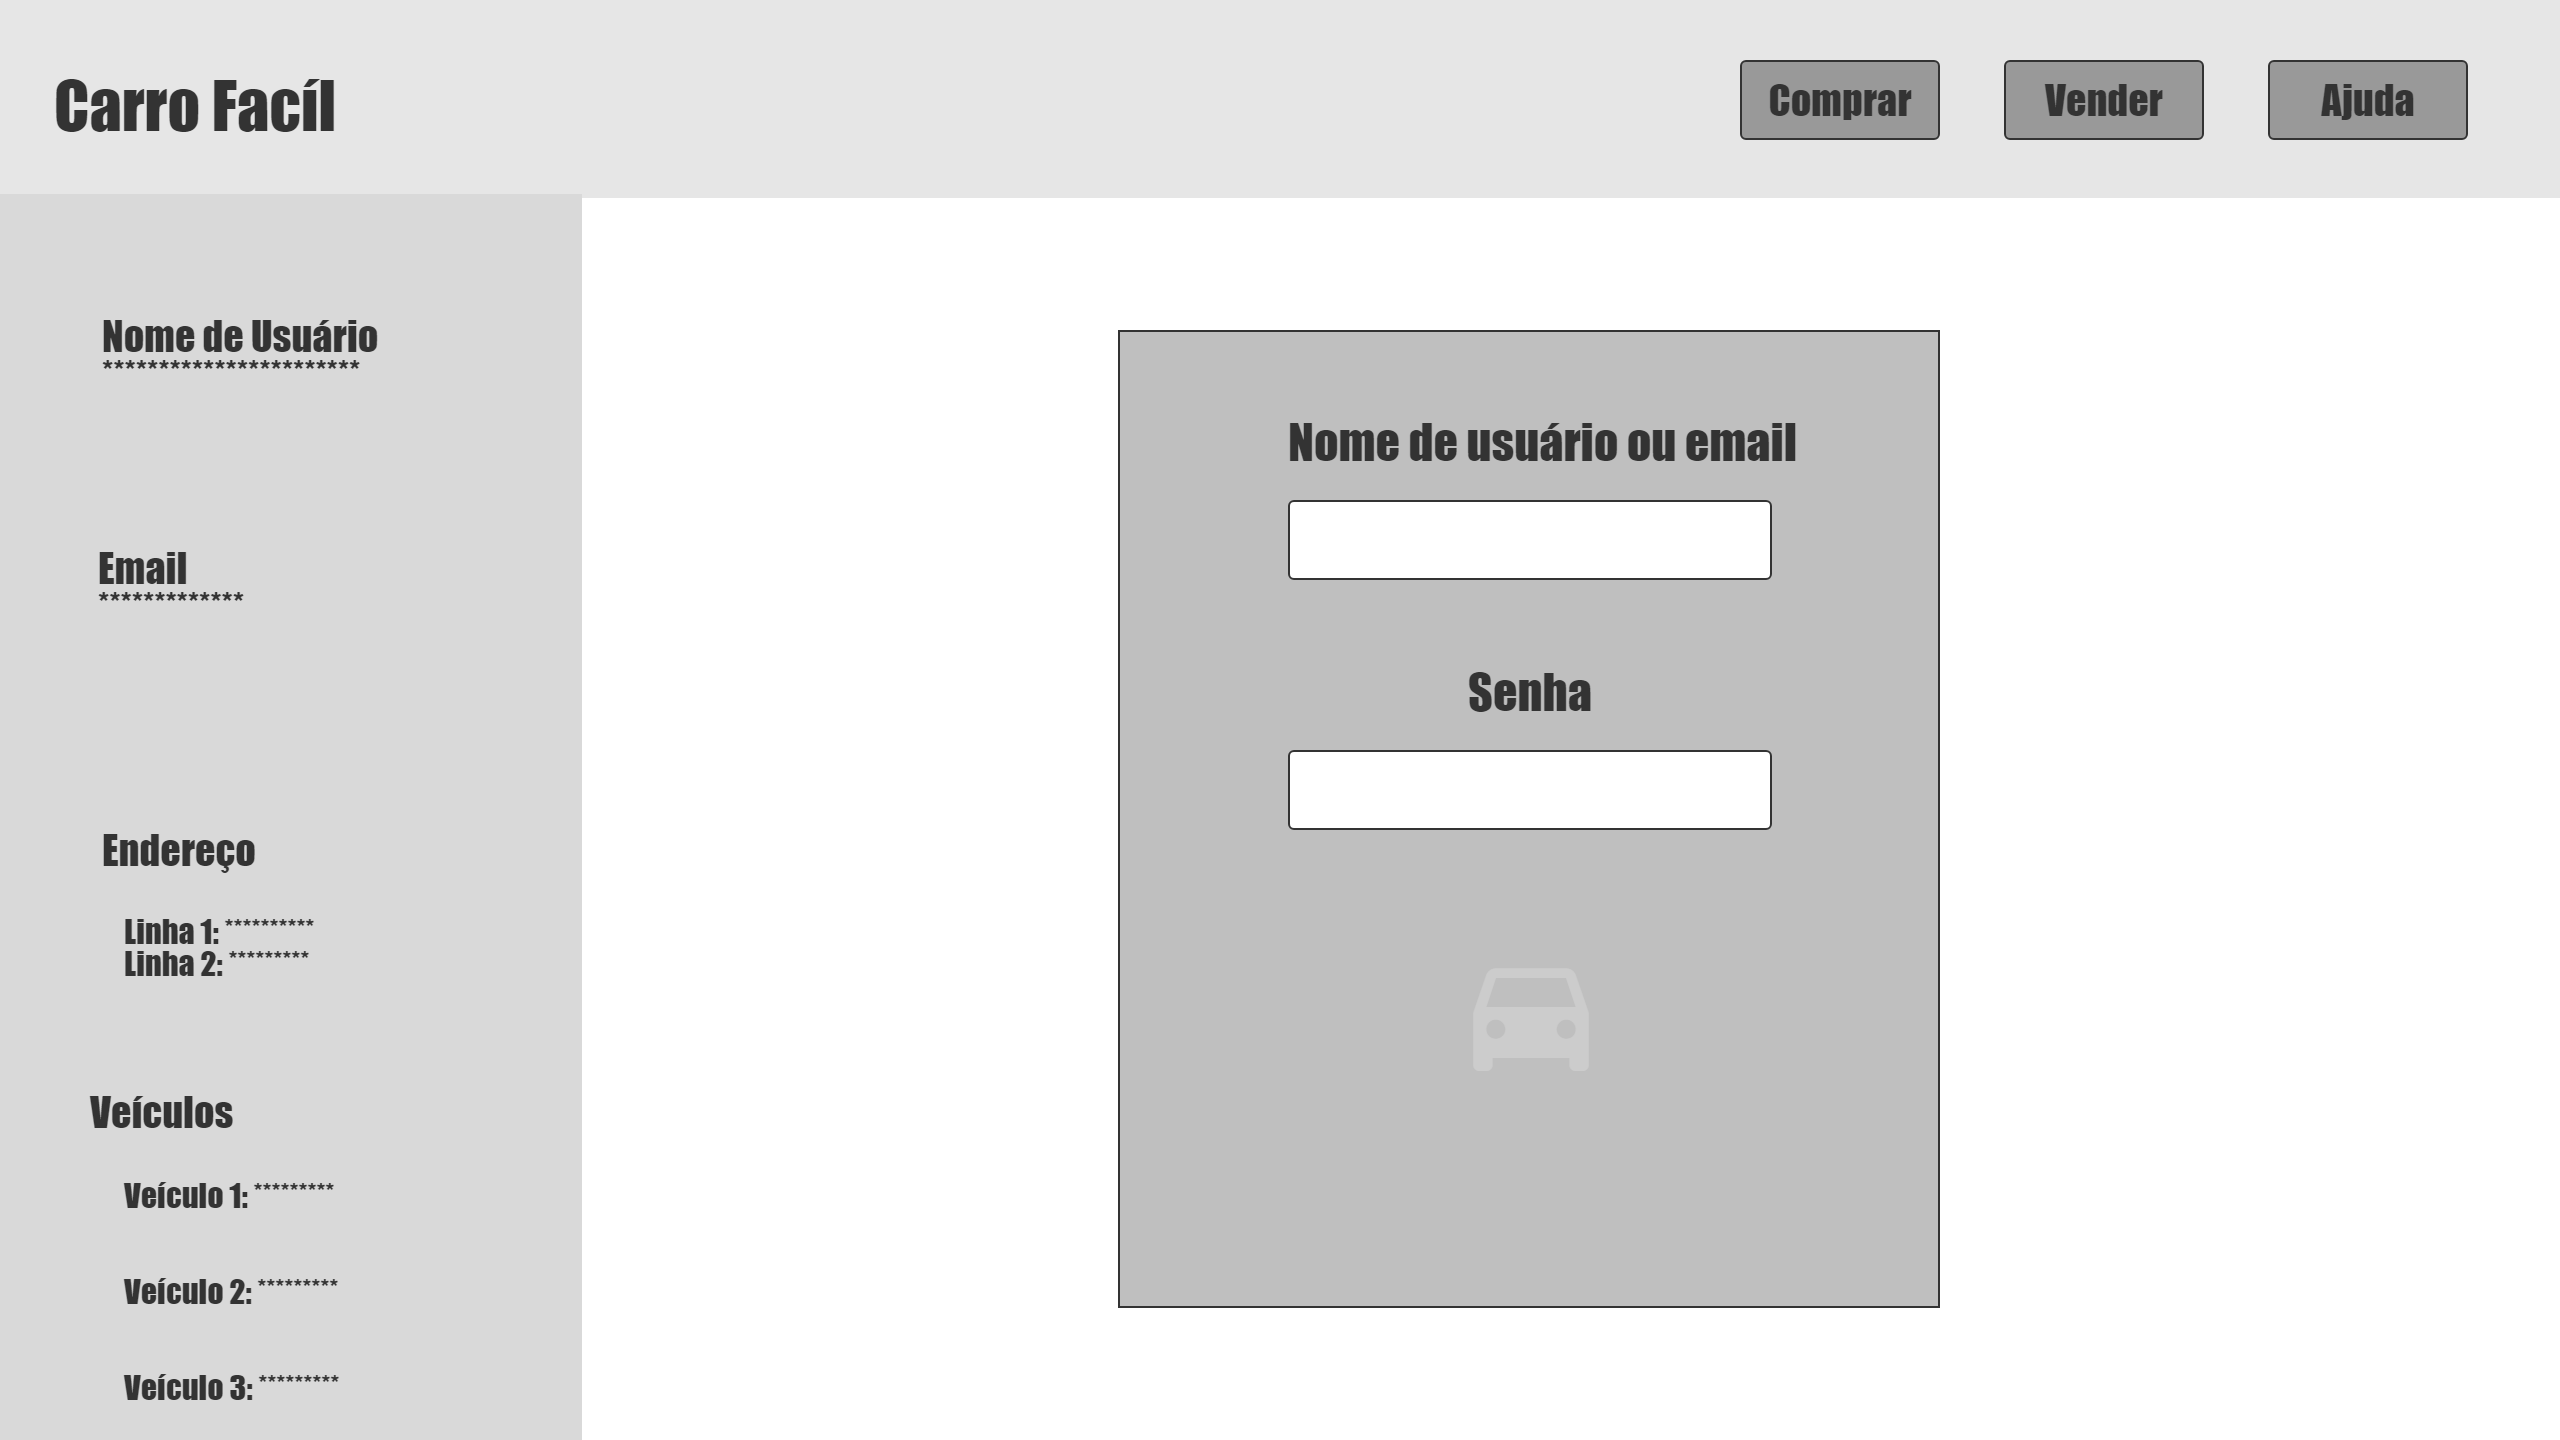 Carro Facíl
Comprar
Vender
Ajuda
Nome de Usuário
***********************
Email
*************
Endereço
Linha 1: **********
Linha 2: *********
Veículos
Veículo 1: *********
Veículo 2: *********
Veículo 3: *********
Nome de usuário ou email
Senha